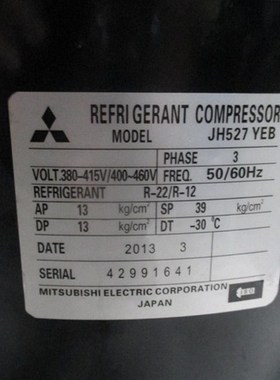 REFRIGERANT COMPRESSOR
MODEL JH527 YEB
PHASE 3
VOLT.380-415V/400-460V FREQ. 50/60Hz
REFRIGERANT R-22/R-12
AP 13 kg/cm² SP 39 kg/cm²
DP 13 kg/cm² DT -30 ℃
DATE 2013 3
SERIAL 42991641
MITSUBISHI ELECTRIC CORPORATION
JAPAN